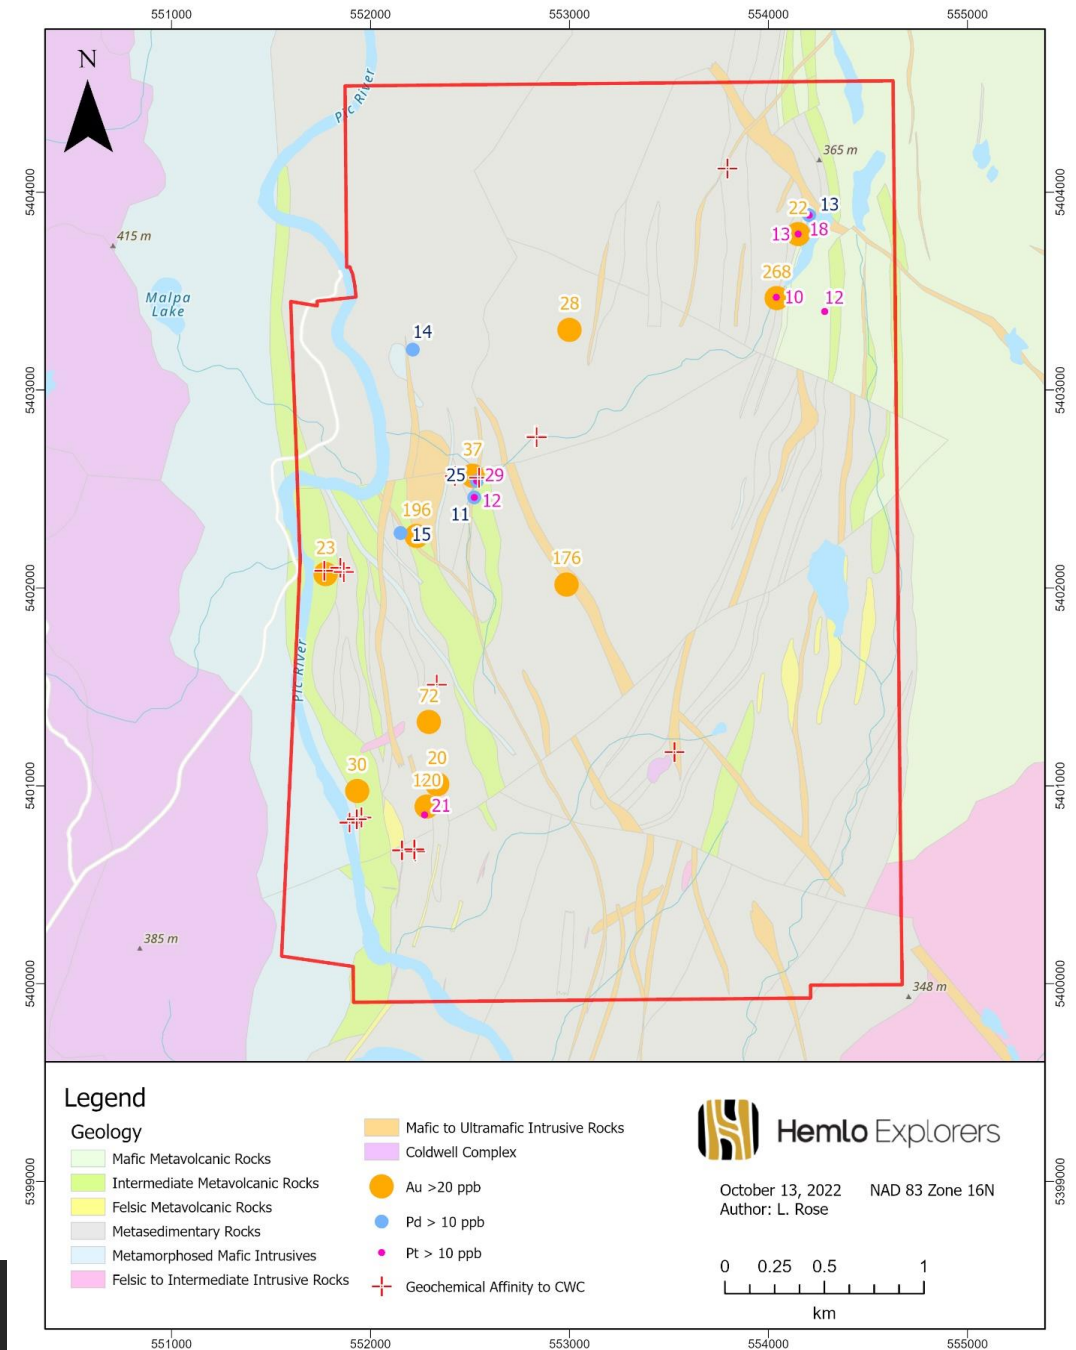 551000 552000 553000 554000 555000
N
Pic River
365 m
5404000 5404000
22 13
13 18
415 m
268
10 12
Malpa
Lake
28
14
5403000 5403000
37
25 29
12
11
196
15
23
176
5402000 5402000
Pic River
72
20
30
120
21
5401000 5401000
385 m
348 m
5400000 5400000
Legend
Geology
Mafic Metavolcanic Rocks
Intermediate Metavolcanic Rocks
Felsic Metavolcanic Rocks
Metasedimentary Rocks
Metamorphosed Mafic Intrusives
Felsic to Intermediate Intrusive Rocks
Mafic to Ultramafic Intrusive Rocks
Coldwell Complex
Au >20 ppb
Pd > 10 ppb
Pt > 10 ppb
Geochemical Affinity to CWC
Hemlo Explorers
October 13, 2022 NAD 83 Zone 16N
Author: L. Rose
0 0.25 0.5 1
km
5399000 5399000
551000 552000 553000 554000 555000